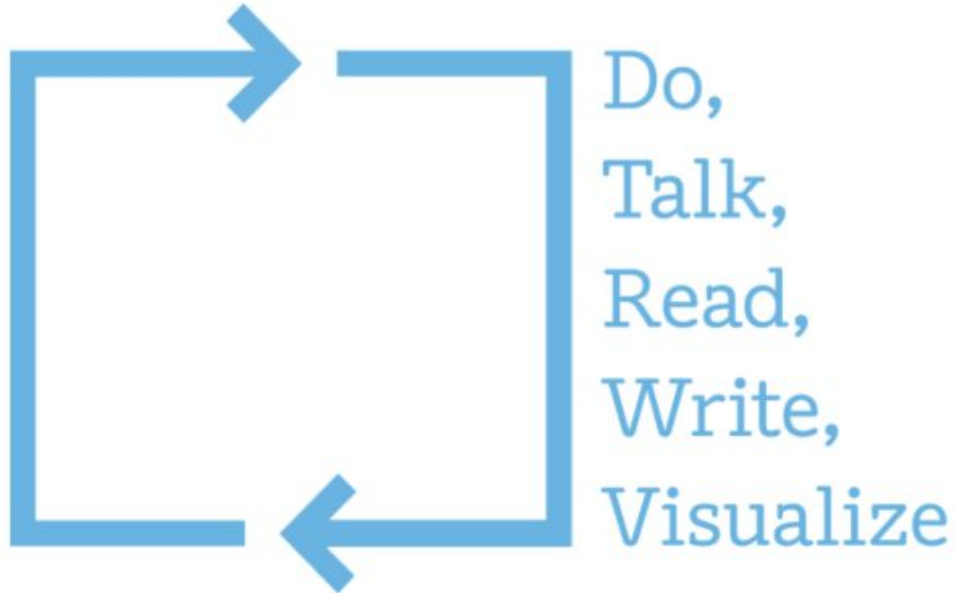 Do,
Talk,
Read,
Write,
Visualize